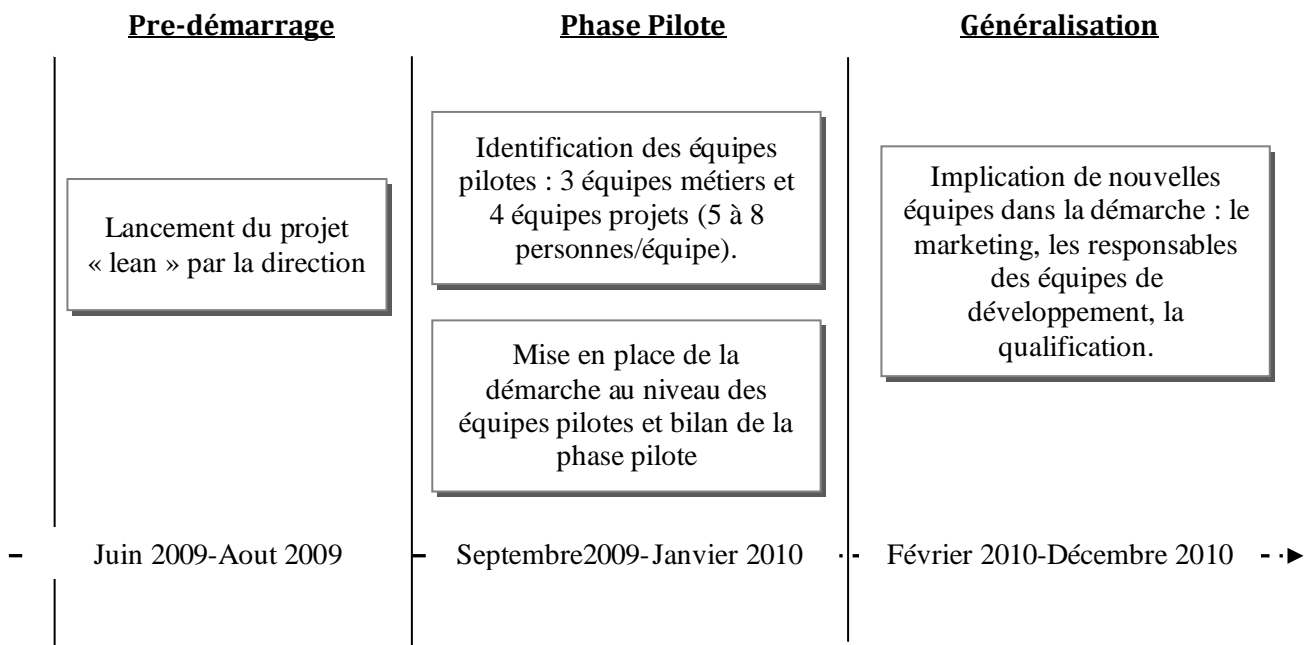 Pre-démarrage
Phase Pilote
Généralisation
Lancement du projet
« lean » par la direction
Identification des équipes
pilotes : 3 équipes métiers et
4 équipes projets (5 à 8
personnes/équipe).
Mise en place de la
démarche au niveau des
équipes pilotes et bilan de la
phase pilote
Implication de nouvelles
équipes dans la démarche : le
marketing, les responsables
des équipes de
développement, la
qualification.
Juin 2009-Aout 2009
Septembre2009-Janvier 2010
Février 2010-Décembre 2010